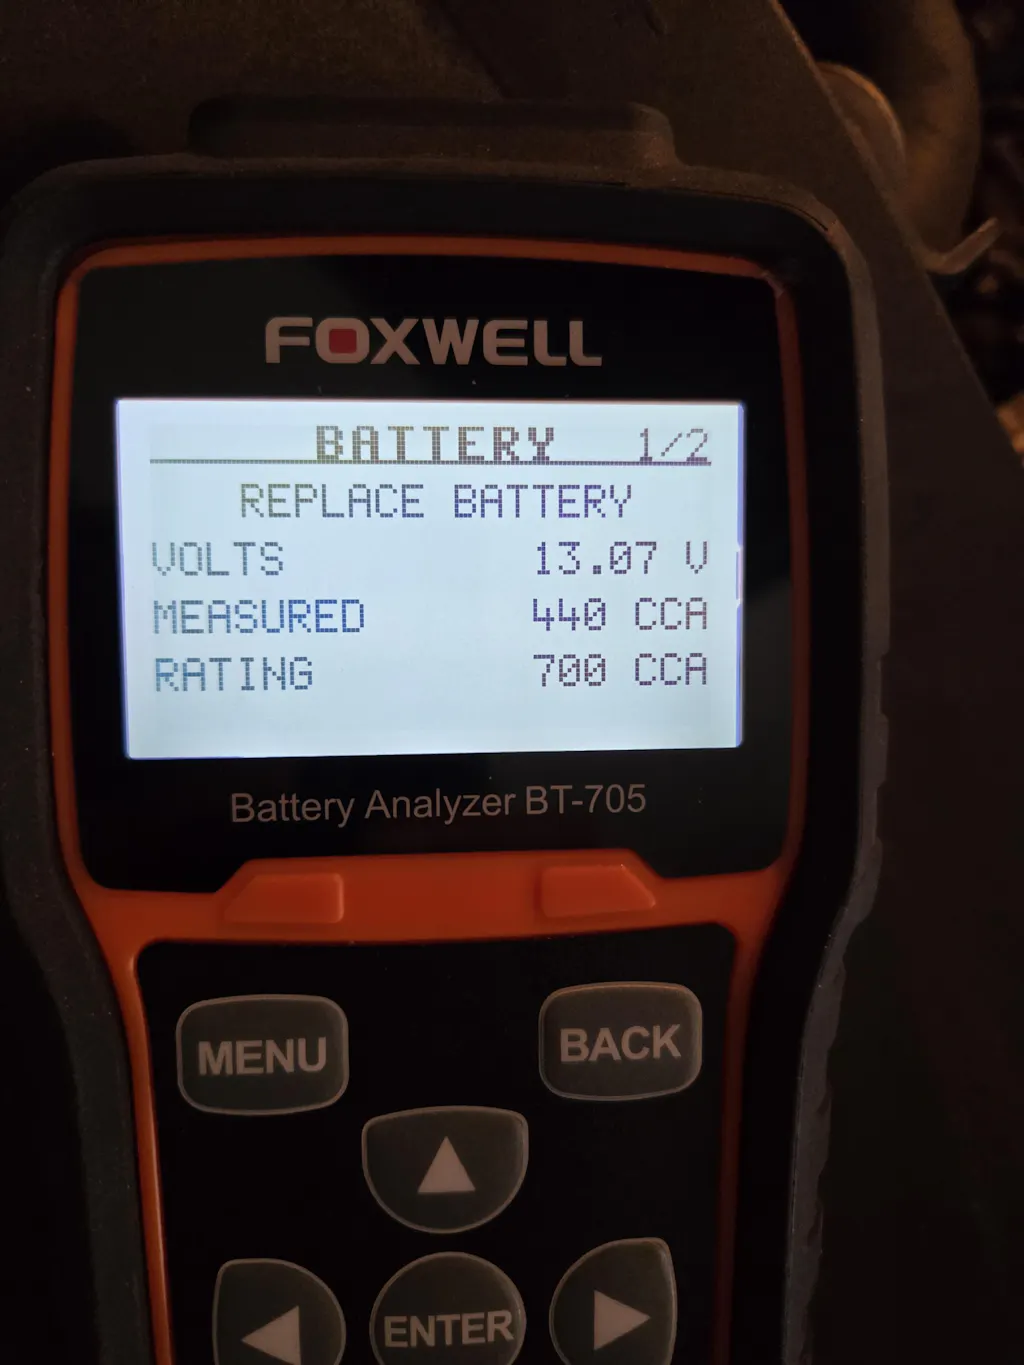 FOXWELL
BATTERY 1/2
REPLACE BATTERY
VOLTS 13.07 V
MEASURED 440 CCA
RATING 700 CCA
Battery Analyzer BT-705
MENU BACK
ENTER